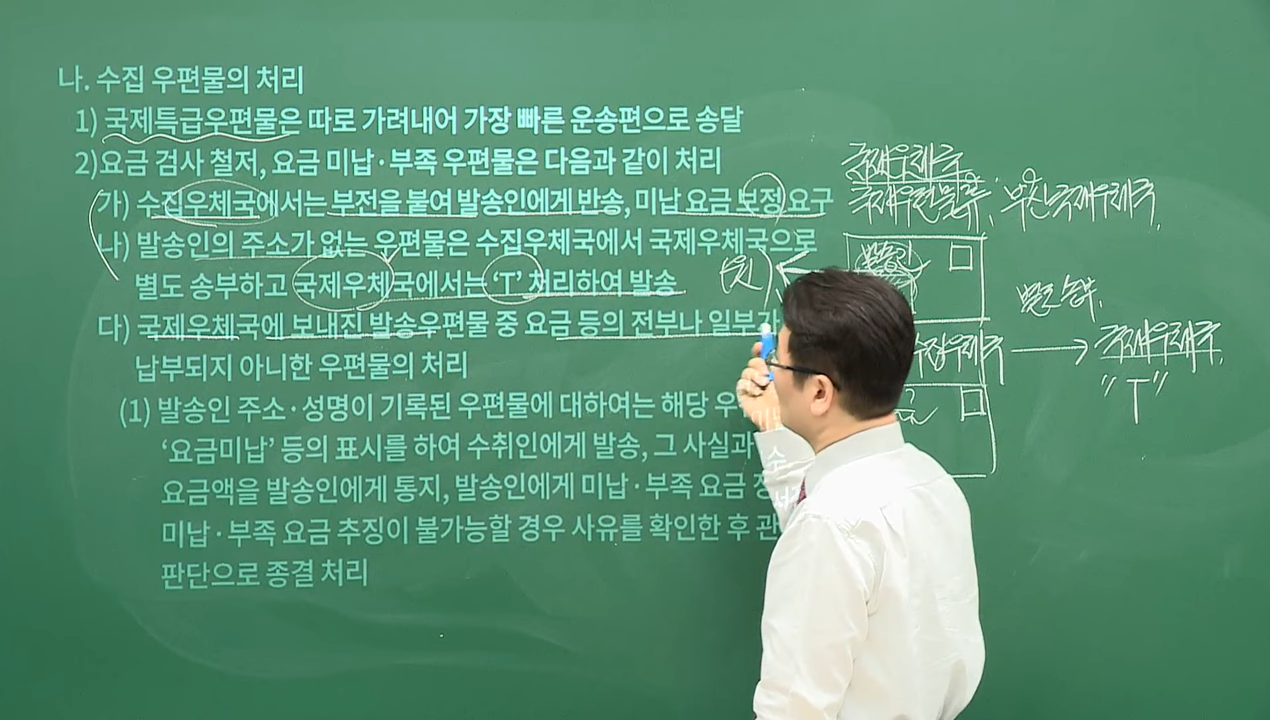 나. 수집 우편물의 처리
1) 국제특급우편물은 따로 가려내어 가장 빠른 운송편으로 송달
2)요금 검사 철저, 요금 미납·부족 우편물은 다음과 같이 처리
가) 수집우체국에서는 부전을 붙여 발송인에게 반송, 미납 요금 보정 요구
나) 발송인의 주소가 없는 우편물은 수집우체국에서 국제우체국으로
별도 송부하고 국제우체국에서는 ‘T’ 처리하여 발송
다) 국제우체국에 보내진 발송우편물 중 요금 등의 전부나 일부가
납부되지 아니한 우편물의 처리
(1) 발송인 주소·성명이 기록된 우편물에 대하여는 해당
‘요금미납’ 등의 표시를 하여 수취인에게 발송, 그 사실과
요금액을 발송인에게 통지, 발송인에게 미납·부족 요금
미납·부족 요금 추징이 불가능할 경우 사유를 확인한 후
판단으로 종결 처리
국제우체국
국제우편물류, 부산국제우체국,
별도 송부,
→ 국제우체국,
"T"